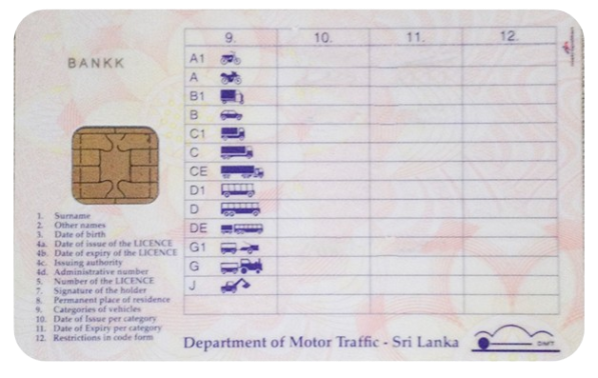 9. 10. 11. 12.
BANKK
A1
A
B1
B
C1
C
CE
D1
D
DE
G1
G
J
1. Surname
2. Other names
3. Date of birth
4a. Date of issue of the LICENCE
4b. Date of expiry of the LICENCE
4c. Issuing authority
4d. Administrative number
5. Number of the LICENCE
7. Signature of the holder
8. Permanent place of residence
9. Categories of vehicles
10. Date of Issue per category
11. Date of Expiry per category
12. Restrictions in code form
Department of Motor Traffic - Sri Lanka
DMT